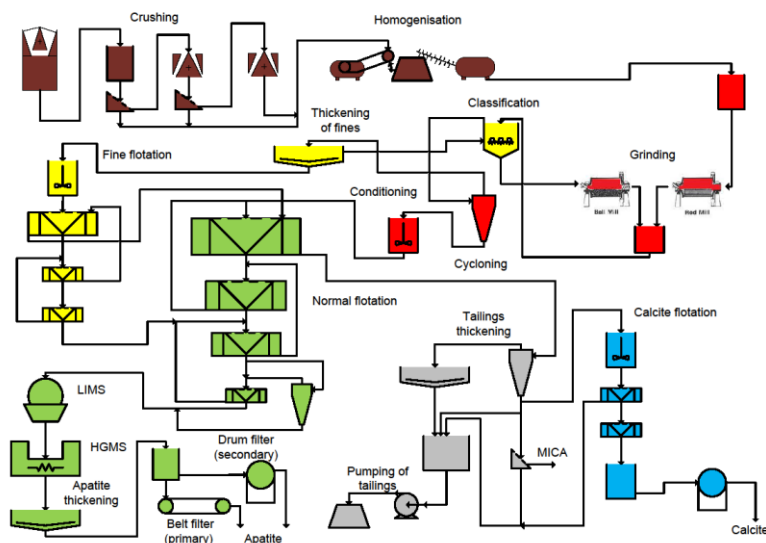 Crushing
Homogenisation
Thickening
of fines
Classification
Fine flotation
Grinding
Conditioning
Ball Mill
Rod Mill
Cycloning
Normal flotation
Tailings
thickening
Calcite flotation
LIMS
HGMS
Drum filter
(secondary)
MICA
Apatite
thickening
Pumping of
tailings
Belt filter
(primary)
Apatite
Calcite